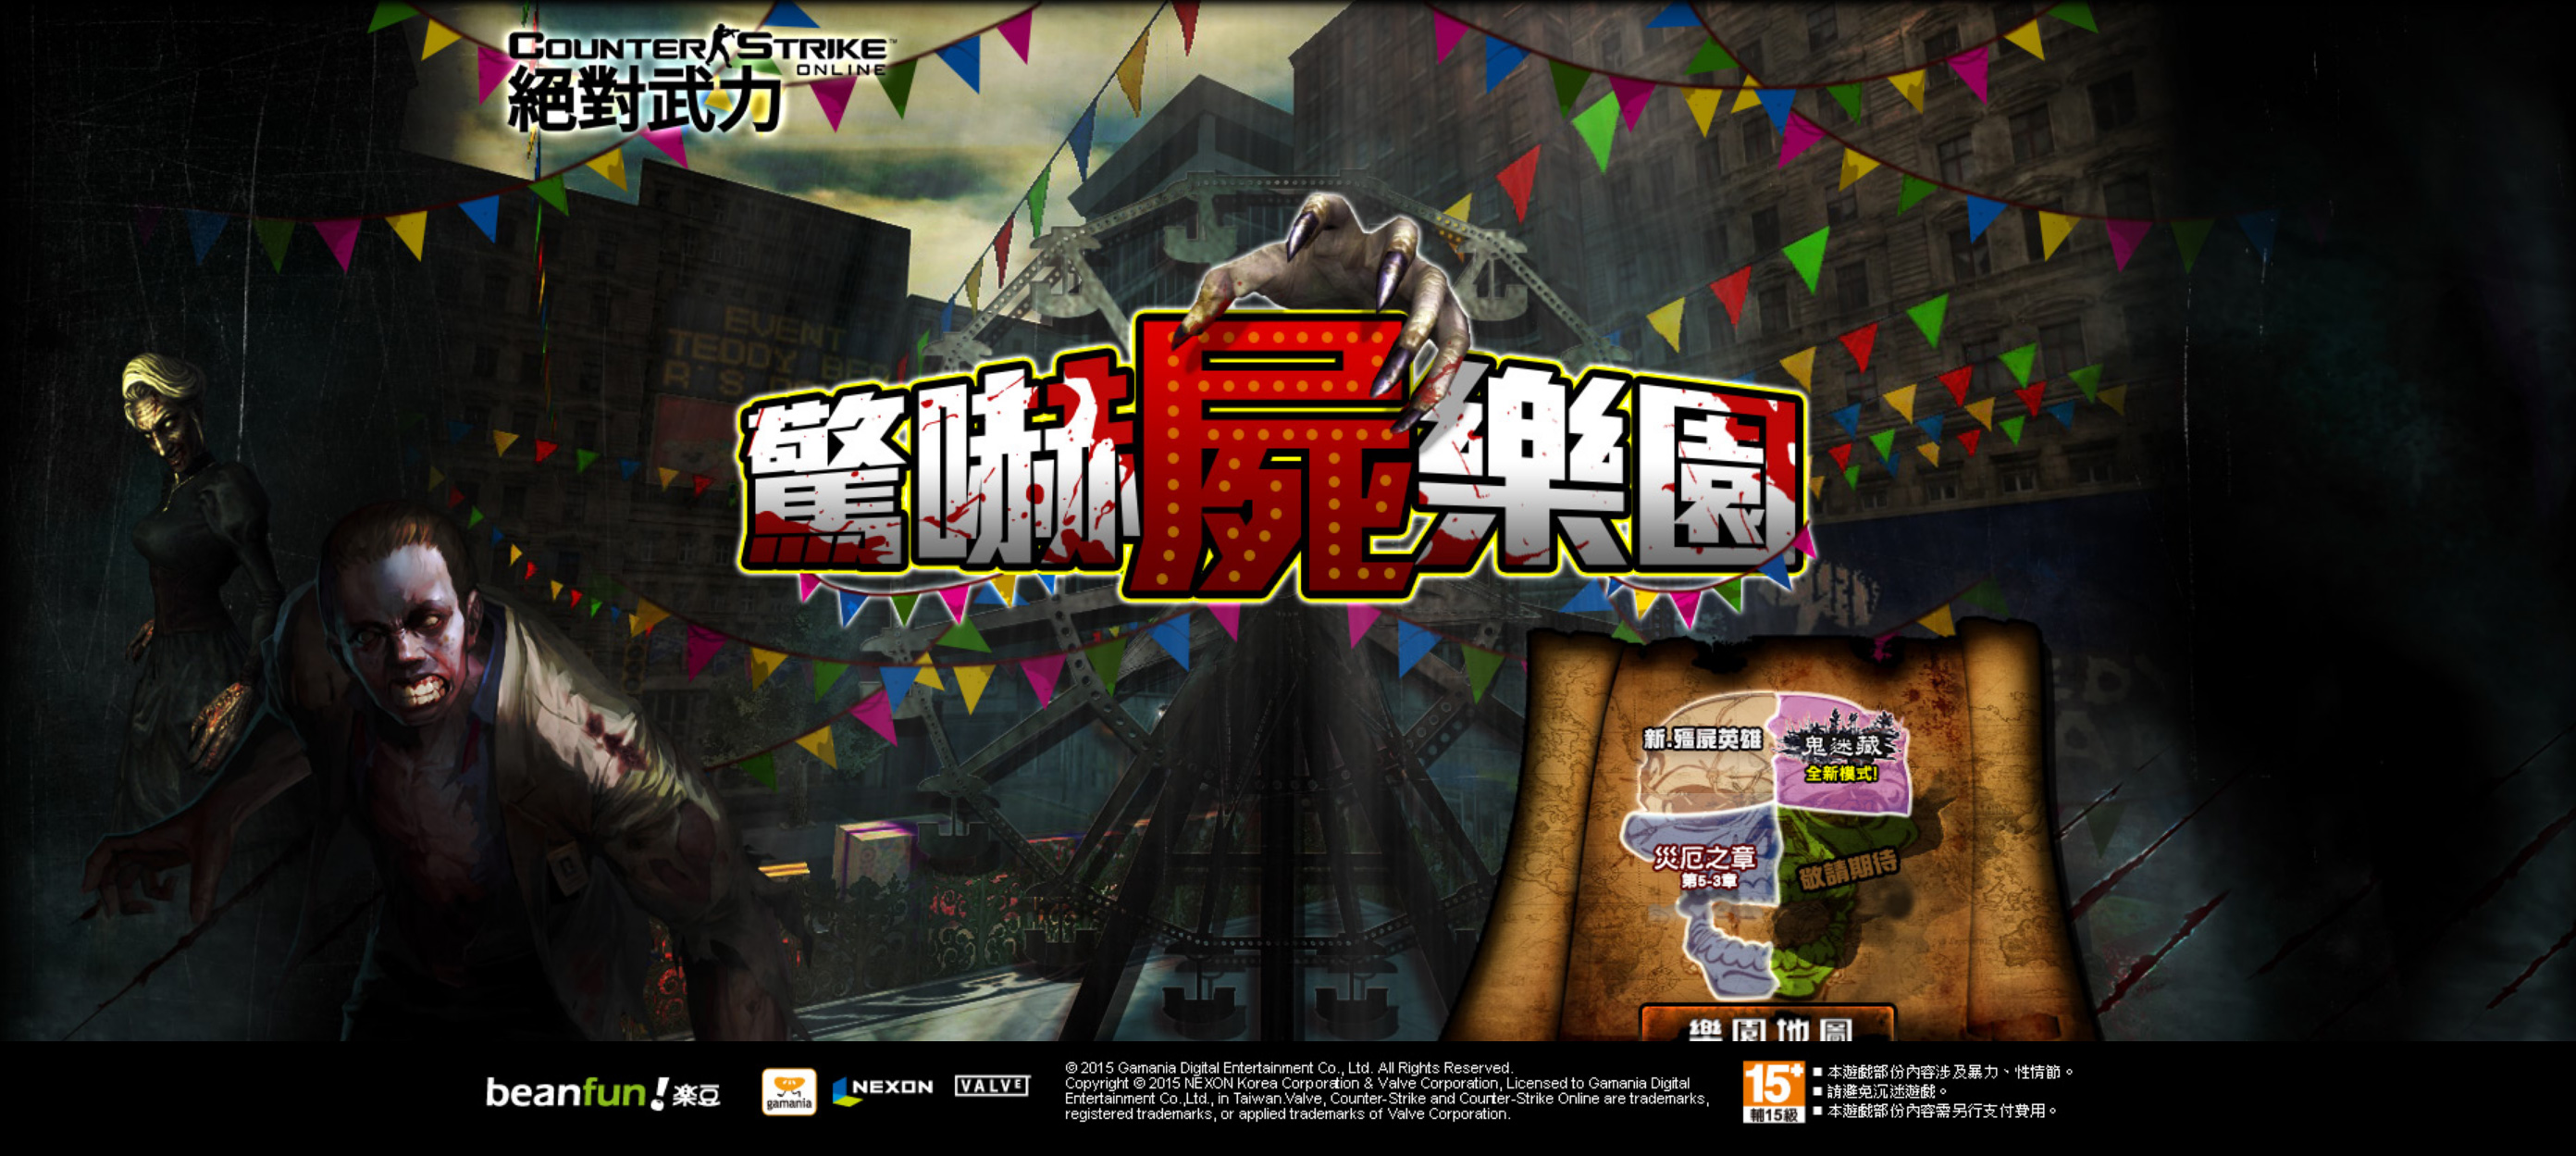 COUNTER STRIKE™
ONLINE
絕對武力
EVENT
TEDDY BEA
R'S
驚嚇屍樂園
新.殭屍英雄
鬼迷藏
全新模式!
災厄之章
第5-3章
敬請期待
樂園地圖
beanfun!楽豆
gamania
NEXON
VALVE
© 2015 Gamania Digital Entertainment Co., Ltd. All Rights Reserved.
Copyright © 2015 NEXON Korea Corporation & Valve Corporation, Licensed to Gamania Digital
Entertainment Co.,Ltd., in Taiwan.Valve, Counter-Strike and Counter-Strike Online are trademarks,
registered trademarks, or applied trademarks of Valve Corporation.
15+
輔15級
■ 本遊戲部份內容涉及暴力、性情節。
■ 請避免沉迷遊戲。
■ 本遊戲部份內容需另行支付費用。